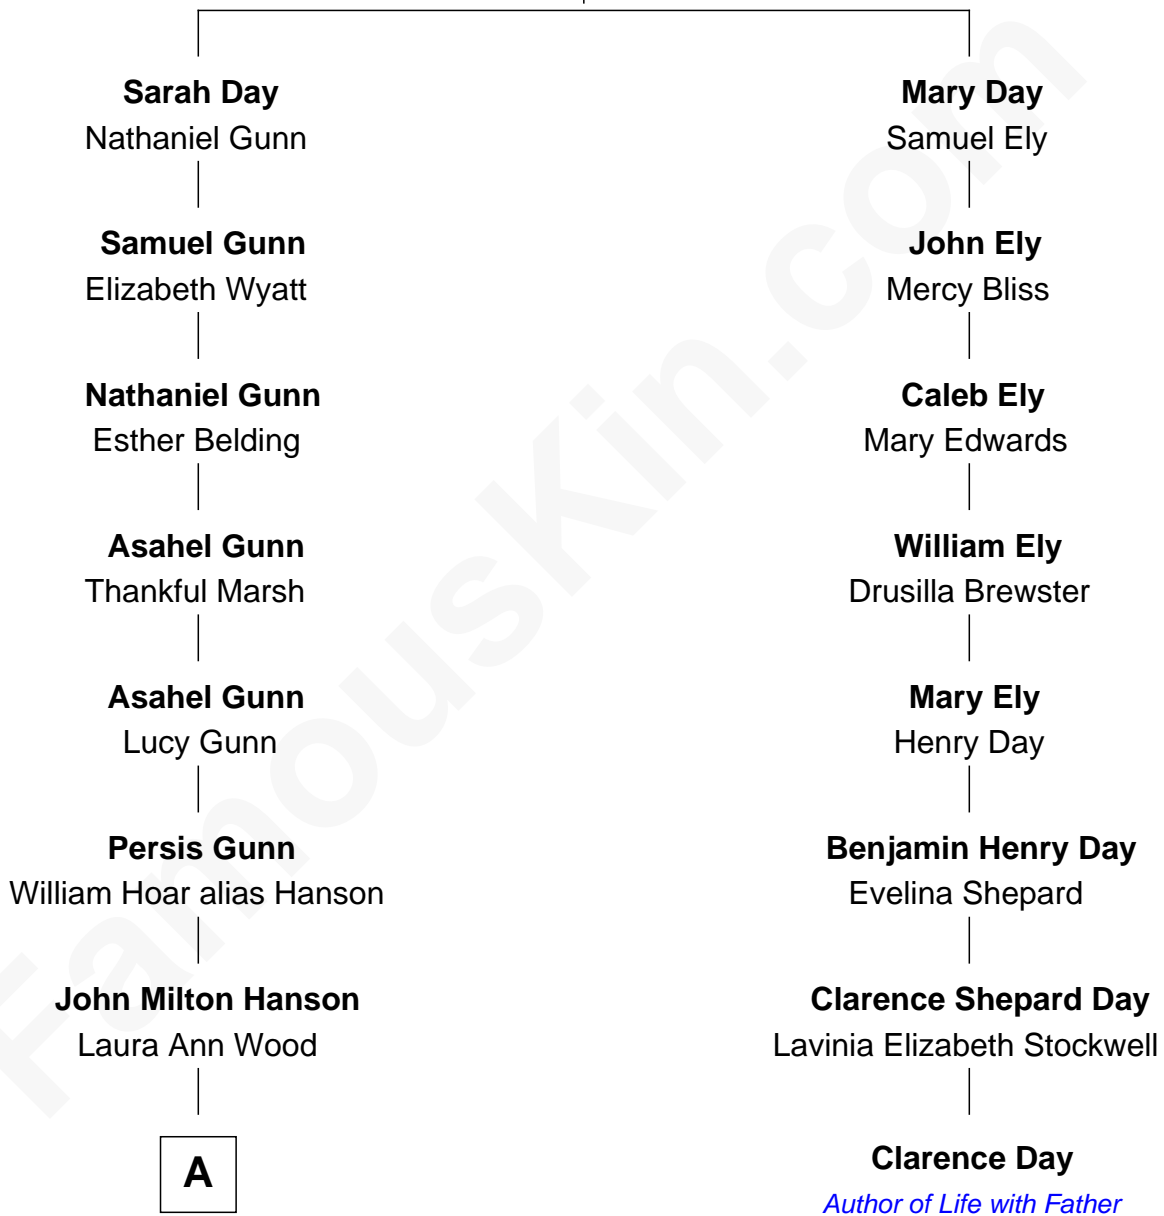 Sarah Day
Nathaniel Gunn
Samuel Gunn
Elizabeth Wyatt
Nathaniel Gunn
Esther Belding
Asahel Gunn
Thankful Marsh
Asahel Gunn
Lucy Gunn
Persis Gunn
William Hoar alias Hanson
John Milton Hanson
Laura Ann Wood
A
Mary Day
Samuel Ely
John Ely
Mercy Bliss
Caleb Ely
Mary Edwards
William Ely
Drusilla Brewster
Mary Ely
Henry Day
Benjamin Henry Day
Evelina Shepard
Clarence Shepard Day
Lavinia Elizabeth Stockwell
Clarence Day
Author of Life with Father
FamousKin.com